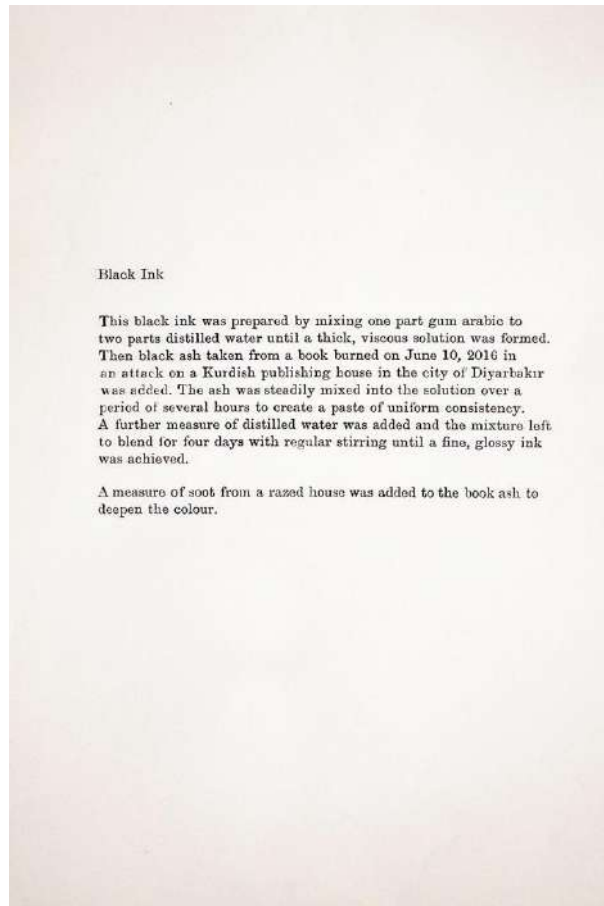 Black Ink
This black ink was prepared by mixing one part gum arabic to
two parts distilled water until a thick, viscous solution was formed.
Then black ash taken from a book burned on June 10, 2016 in
an attack on a Kurdish publishing house in the city of Diyarbakır
was added. The ash was steadily mixed into the solution over a
period of several hours to create a paste of uniform consistency.
A further measure of distilled water was added and the mixture left
to blend for four days with regular stirring until a fine, glossy ink
was achieved.
A measure of soot from a razed house was added to the book ash to
deepen the colour.